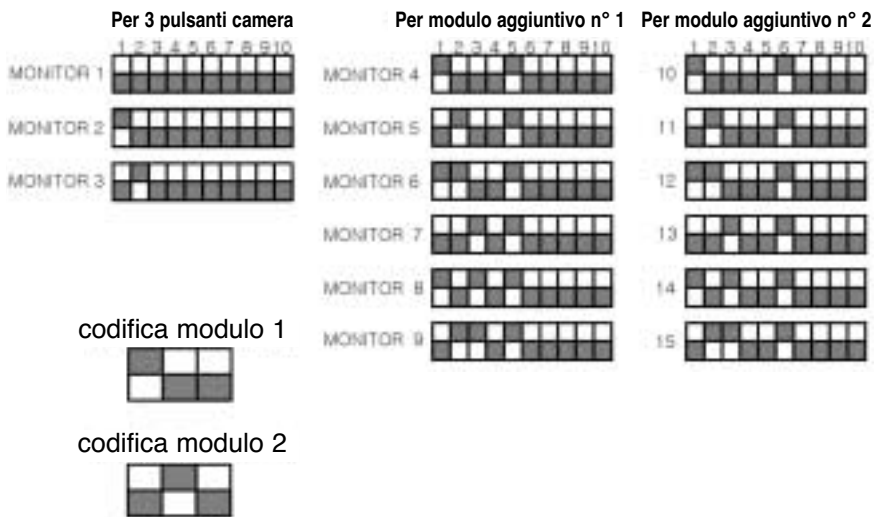 Per 3 pulsanti camera
1 2 3 4 5 6 7 8 9 10
MONITOR 1
MONITOR 2
MONITOR 3
Per modulo aggiuntivo n° 1
1 2 3 4 5 6 7 8 9 10
MONITOR 4
MONITOR 5
MONITOR 6
MONITOR 7
MONITOR 8
MONITOR 9
Per modulo aggiuntivo n° 2
1 2 3 4 5 6 7 8 9 10
10
11
12
13
14
15
codifica modulo 1
codifica modulo 2